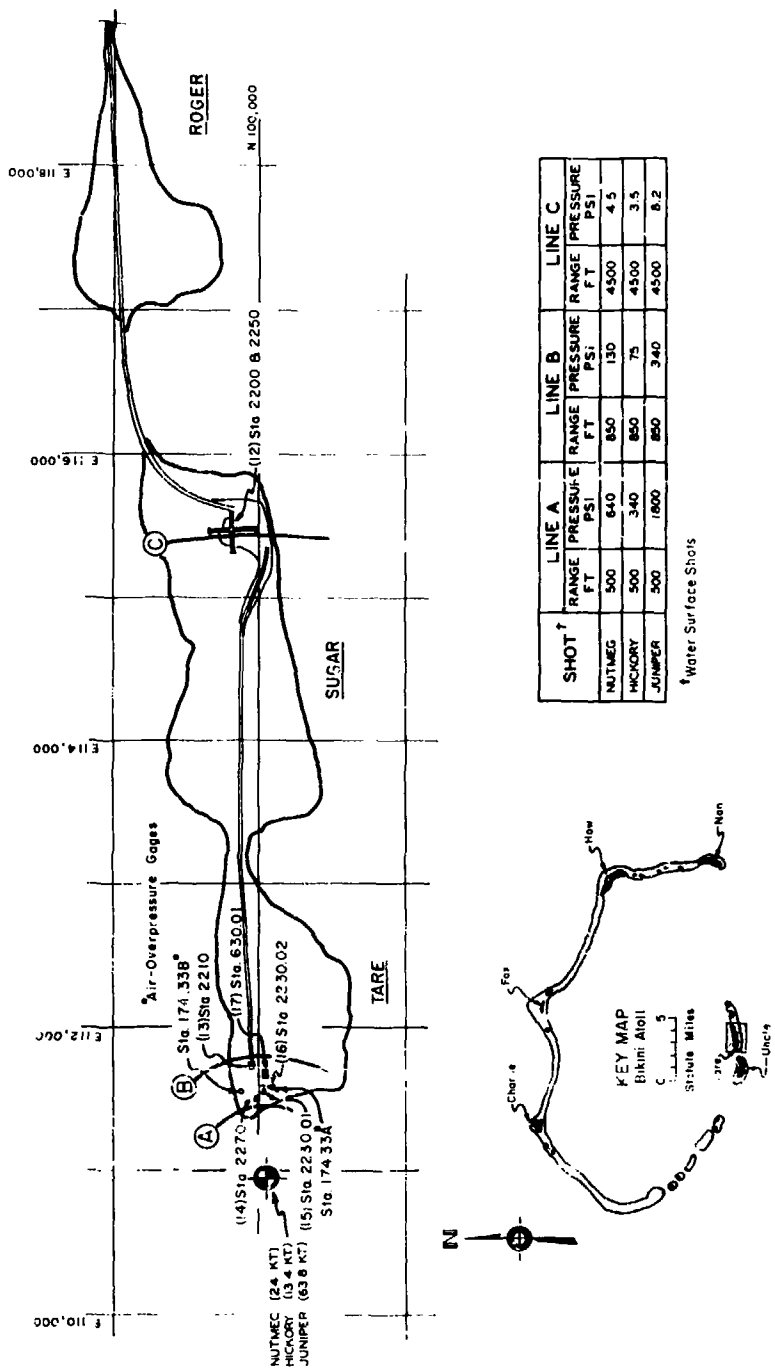 E 110,000
E 112,000
E 114,000
E 116,000
E 118,000
N 100,000
ROGER
SUGAR
TARE
NUTMEG (24 KT)
HICKORY (13.4 KT)
JUNIPER (63.8 KT)
A
B
C
(14) Sta 2270
(15) Sta. 2230.01
Sta. 174.33A
*Air-Overpressure Gages
Sta. 174.33B*
(13) Sta 2210
(17) Sta. 630.01
(16) Sta 2230.02
(12) Sta 2200 & 2250
N
SHOT† LINE A LINE B LINE C
RANGE FT PRESSURE PSI RANGE FT PRESSURE PSi RANGE FT PRESSURE PSI
NUTMEG 500 640 850 130 4500 4.5
HICKORY 500 340 850 75 4500 3.5
JUNIPER 500 1800 850 340 4500 8.2
†Water Surface Shots
KEY MAP
Bikini Atoll
5
Statute Miles
Charlie
Fox
How
Nan
Uncle